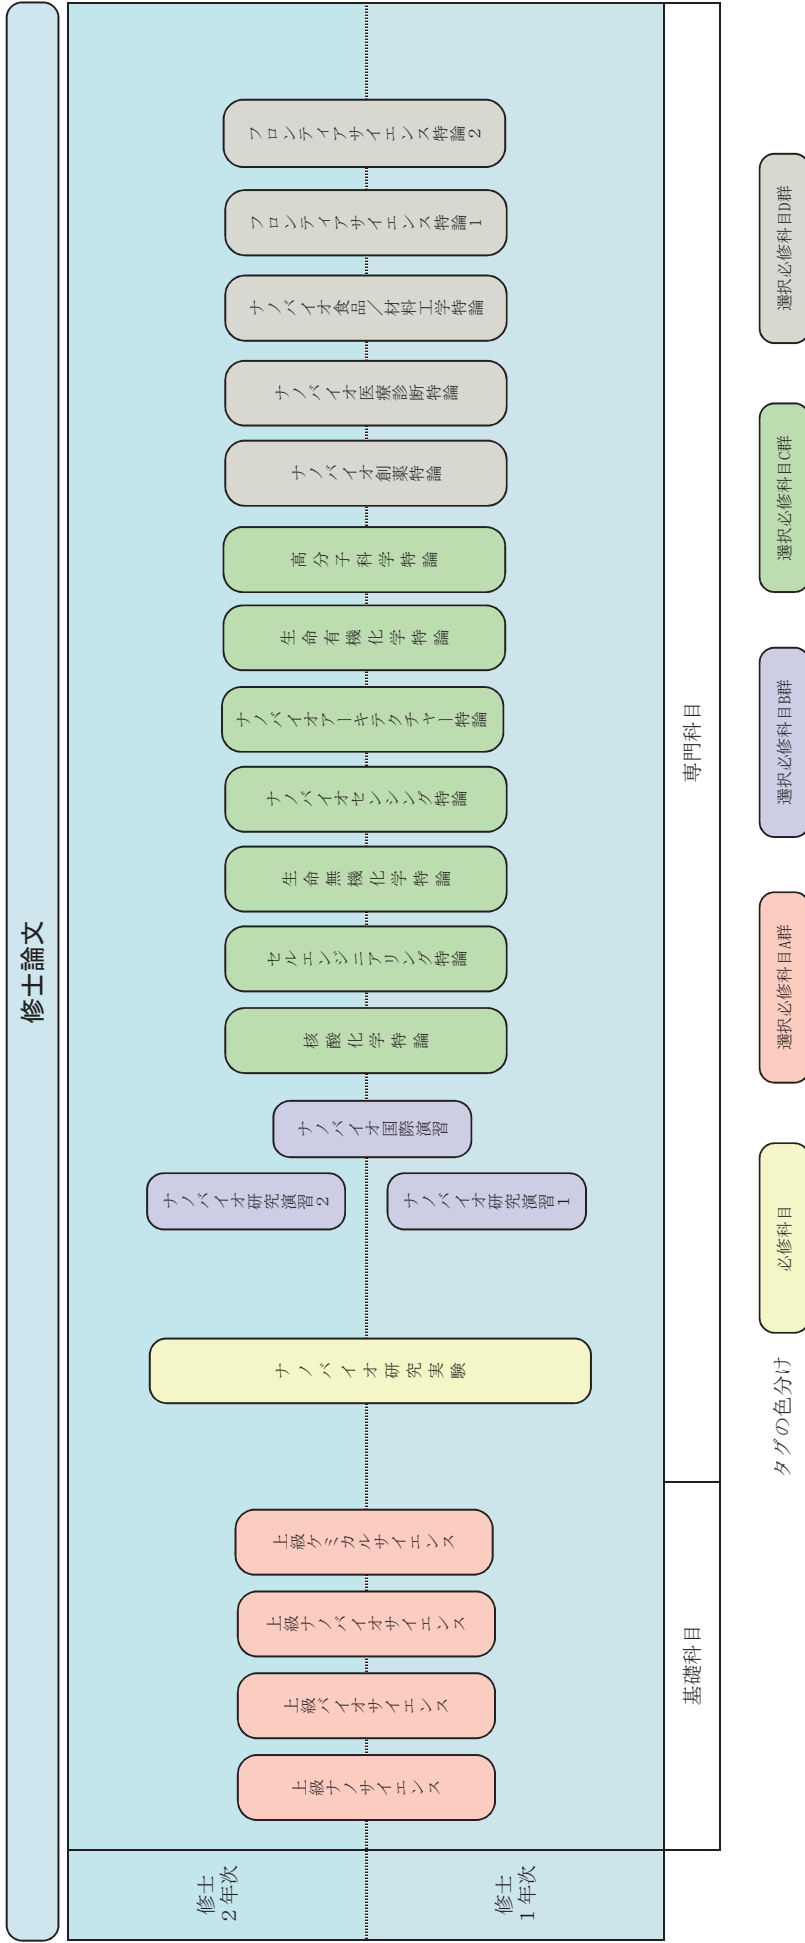 修士論文
修士
2年次
修士
1年次
上級ナノサイエンス
上級バイオサイエンス
上級ナノバイオサイエンス
上級ケミカルサイエンス
ナノバイオ研究実験
ナノバイオ研究演習2
ナノバイオ研究演習1
ナノバイオ国際演習
核酸化学特論
セルエンジニアリング特論
生命無機化学特論
ナノバイオセンシング特論
ナノバイオアーキテクチャー特論
生命有機化学特論
高分子科学特論
ナノバイオ創薬特論
ナノバイオ医療診断特論
ナノバイオ食品/材料工学特論
フロンティアサイエンス特論1
フロンティアサイエンス特論2
基礎科目
専門科目
タグの色分け
必修科目
選択必修科目A群
選択必修科目B群
選択必修科目C群
選択必修科目D群